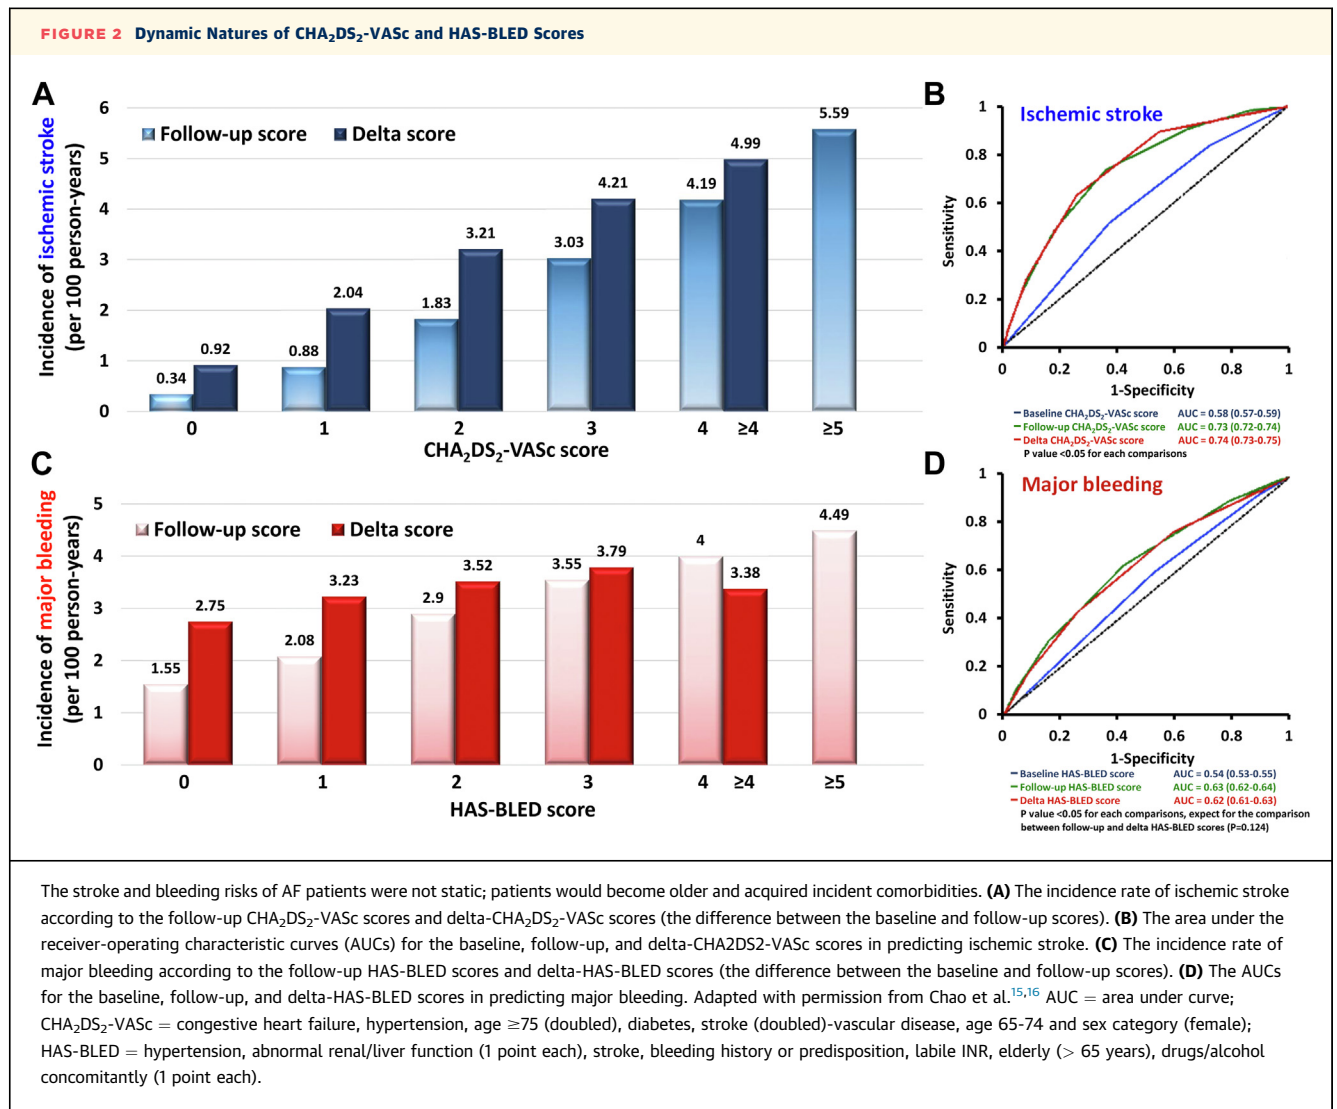 FIGURE 2 Dynamic Natures of CHA2DS2-VASc and HAS-BLED Scores
A
Incidence of ischemic stroke
(per 100 person-years)
6
5
4
3
2
1
0
Follow-up score
Delta score
0.34
0.92
0.88
2.04
1.83
3.21
3.03
4.21
4.19
4.99
5.59
0
1
2
3
4
≥4
≥5
CHA2DS2-VASc score
B
Ischemic stroke
Sensitivity
1
0.8
0.6
0.4
0.2
0
0
0.2
0.4
0.6
0.8
1
1-Specificity
Baseline CHA2DS2-VASc score AUC = 0.58 (0.57-0.59)
Follow-up CHA2DS2-VASc score AUC = 0.73 (0.72-0.74)
Delta CHA2DS2-VASc score AUC = 0.74 (0.73-0.75)
P value <0.05 for each comparisons
C
Incidence of major bleeding
(per 100 person-years)
5
4
3
2
1
0
Follow-up score
Delta score
1.55
2.75
2.08
3.23
2.9
3.52
3.55
3.79
4
3.38
4.49
0
1
2
3
4
≥4
≥5
HAS-BLED score
D
Major bleeding
Sensitivity
1
0.8
0.6
0.4
0.2
0
0
0.2
0.4
0.6
0.8
1
1-Specificity
Baseline HAS-BLED score AUC = 0.54 (0.53-0.55)
Follow-up HAS-BLED score AUC = 0.63 (0.62-0.64)
Delta HAS-BLED score AUC = 0.62 (0.61-0.63)
P value <0.05 for each comparisons, expect for the comparison
between follow-up and delta HAS-BLED scores (P=0.124)
The stroke and bleeding risks of AF patients were not static; patients would become older and acquired incident comorbidities. (A) The incidence rate of ischemic stroke
according to the follow-up CHA2DS2-VASc scores and delta-CHA2DS2-VASc scores (the difference between the baseline and follow-up scores). (B) The area under the
receiver-operating characteristic curves (AUCs) for the baseline, follow-up, and delta-CHA2DS2-VASc scores in predicting ischemic stroke. (C) The incidence rate of
major bleeding according to the follow-up HAS-BLED scores and delta-HAS-BLED scores (the difference between the baseline and follow-up scores). (D) The AUCs
for the baseline, follow-up, and delta-HAS-BLED scores in predicting major bleeding. Adapted with permission from Chao et al.15,16 AUC = area under curve;
CHA2DS2-VASc = congestive heart failure, hypertension, age ≥75 (doubled), diabetes, stroke (doubled)-vascular disease, age 65-74 and sex category (female);
HAS-BLED = hypertension, abnormal renal/liver function (1 point each), stroke, bleeding history or predisposition, labile INR, elderly (> 65 years), drugs/alcohol
concomitantly (1 point each).